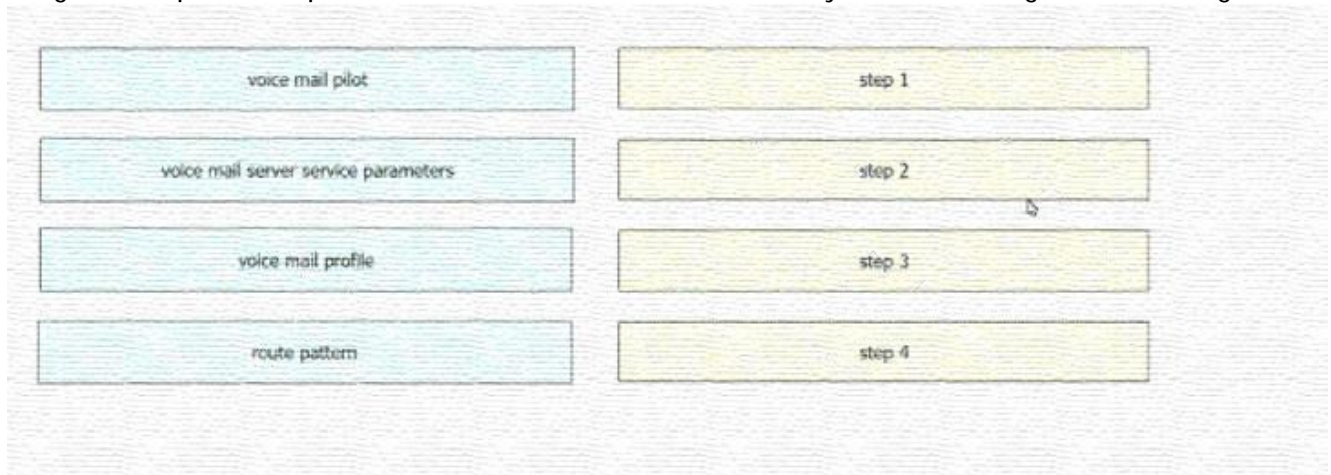 voice mail pilot
step 1
voice mail server service parameters
step 2
voice mail profile
step 3
route pattern
step 4